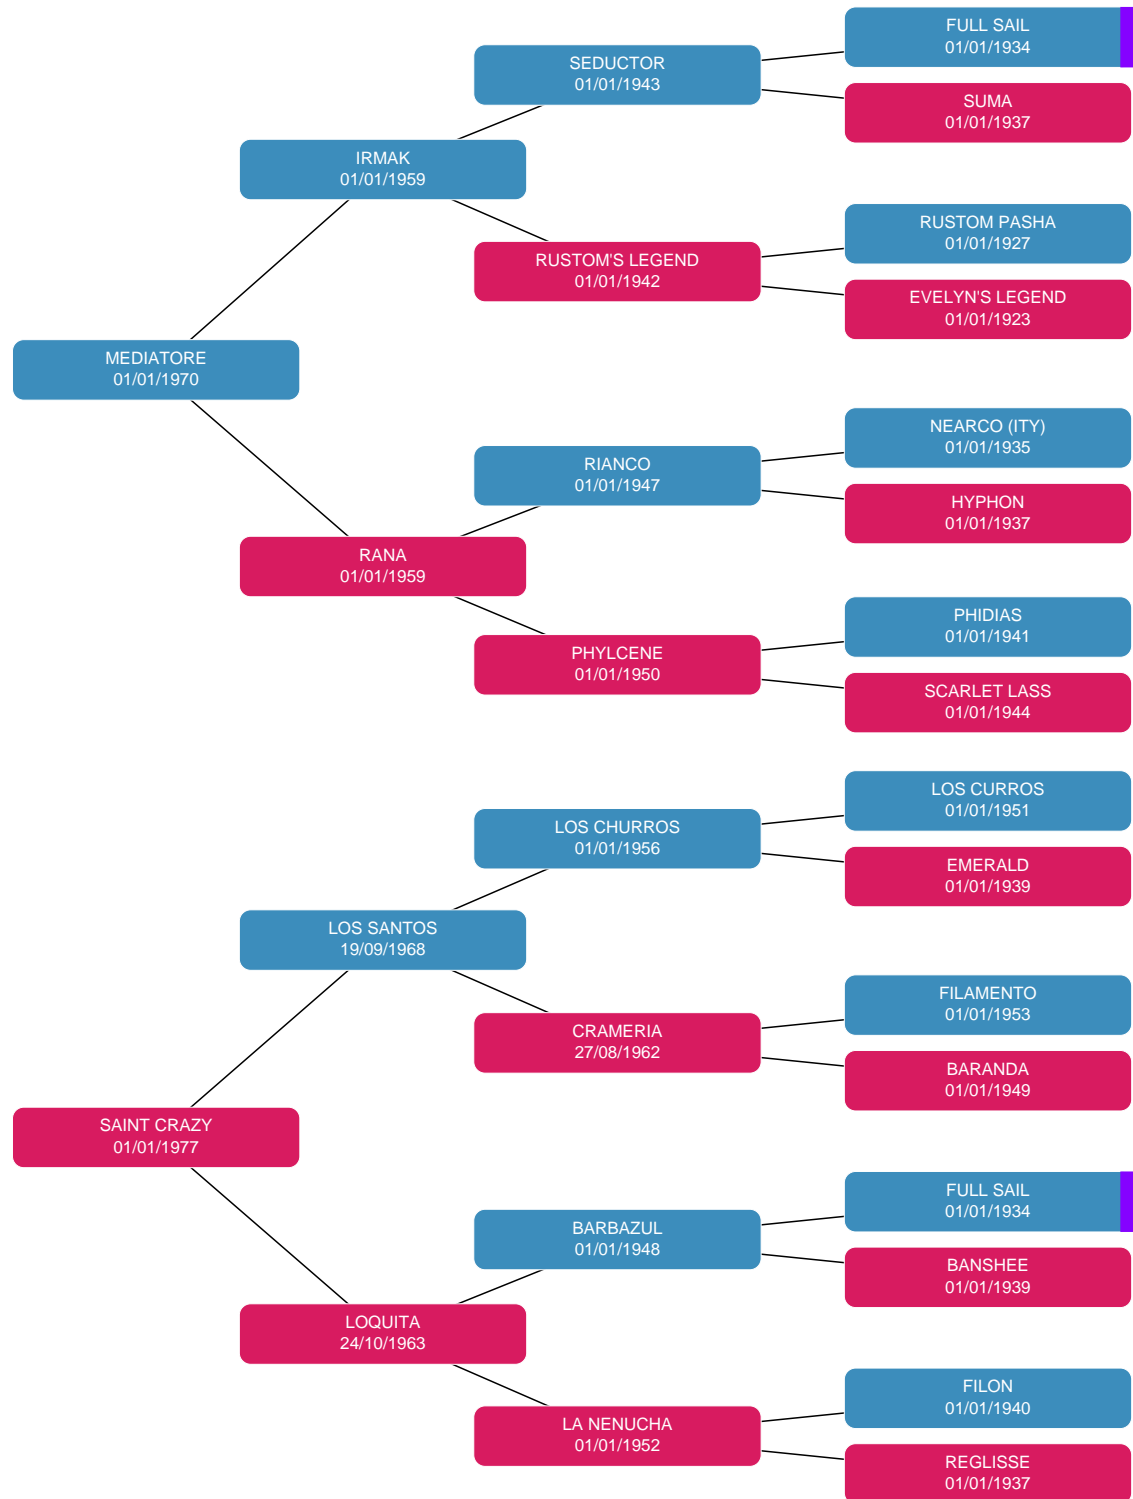 FULL SAIL
01/01/1934
SEDUCTOR
01/01/1943
SUMA
01/01/1937
IRMAK
01/01/1959
RUSTOM PASHA
01/01/1927
RUSTOM'S LEGEND
01/01/1942
EVELYN'S LEGEND
01/01/1923
MEDIATORE
01/01/1970
NEARCO (ITY)
01/01/1935
RIANCO
01/01/1947
HYPHON
01/01/1937
RANA
01/01/1959
PHIDIAS
01/01/1941
PHYLCENE
01/01/1950
SCARLET LASS
01/01/1944
LOS CURROS
01/01/1951
LOS CHURROS
01/01/1956
EMERALD
01/01/1939
LOS SANTOS
19/09/1968
FILAMENTO
01/01/1953
CRAMERIA
27/08/1962
BARANDA
01/01/1949
SAINT CRAZY
01/01/1977
FULL SAIL
01/01/1934
BARBAZUL
01/01/1948
BANSHEE
01/01/1939
LOQUITA
24/10/1963
FILON
01/01/1940
LA NENUCHA
01/01/1952
REGLISSE
01/01/1937